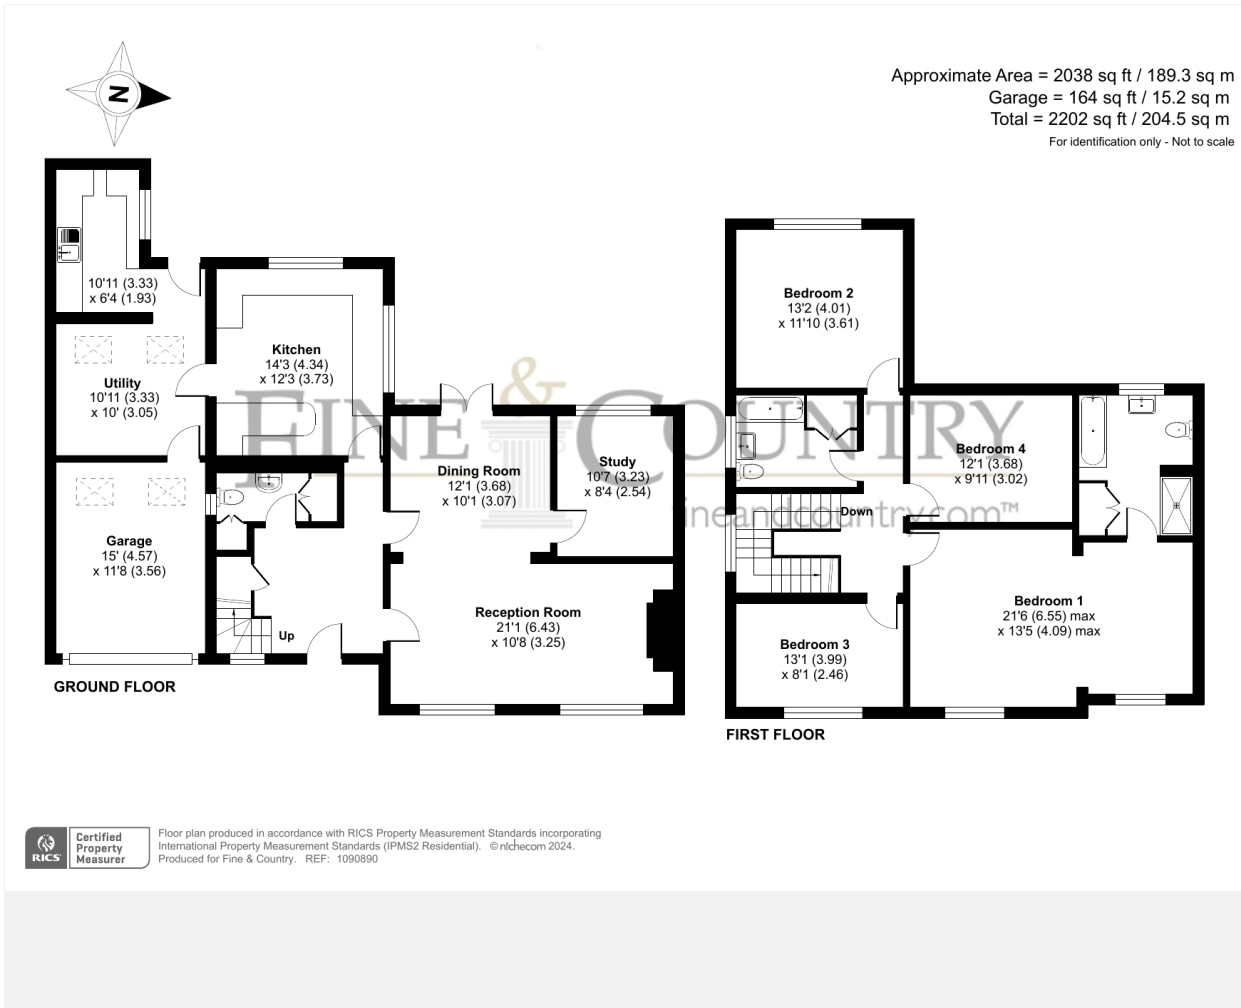 N
Approximate Area = 2038 sq ft / 189.3 sq m
Garage = 164 sq ft / 15.2 sq m
Total = 2202 sq ft / 204.5 sq m
For identification only - Not to scale
10'11 (3.33)
x 6'4 (1.93)
Kitchen
14'3 (4.34)
x 12'3 (3.73)
Utility
10'11 (3.33)
x 10' (3.05)
Dining Room
12'1 (3.68)
x 10'1 (3.07)
Study
10'7 (3.23)
x 8'4 (2.54)
Garage
15' (4.57)
x 11'8 (3.56)
Reception Room
21'1 (6.43)
x 10'8 (3.25)
Up
GROUND FLOOR
Bedroom 2
13'2 (4.01)
x 11'10 (3.61)
Bedroom 4
12'1 (3.68)
x 9'11 (3.02)
Down
Bedroom 1
21'6 (6.55) max
x 13'5 (4.09) max
Bedroom 3
13'1 (3.99)
x 8'1 (2.46)
FIRST FLOOR
FINE & COUNTRY
fineandcountry.com™
RICS
Certified
Property
Measurer
Floor plan produced in accordance with RICS Property Measurement Standards incorporating
International Property Measurement Standards (IPMS2 Residential). © nichecom 2024.
Produced for Fine & Country. REF: 1090890